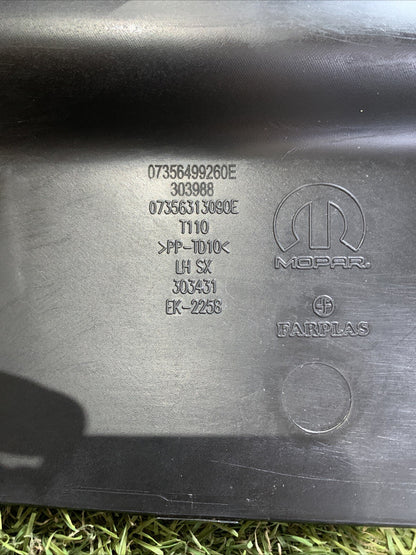 07356499260E
303988
07356313090E
T110
>PP-TD10<
LH SX
303431
EK-2258
MOPAR
FARPLAS